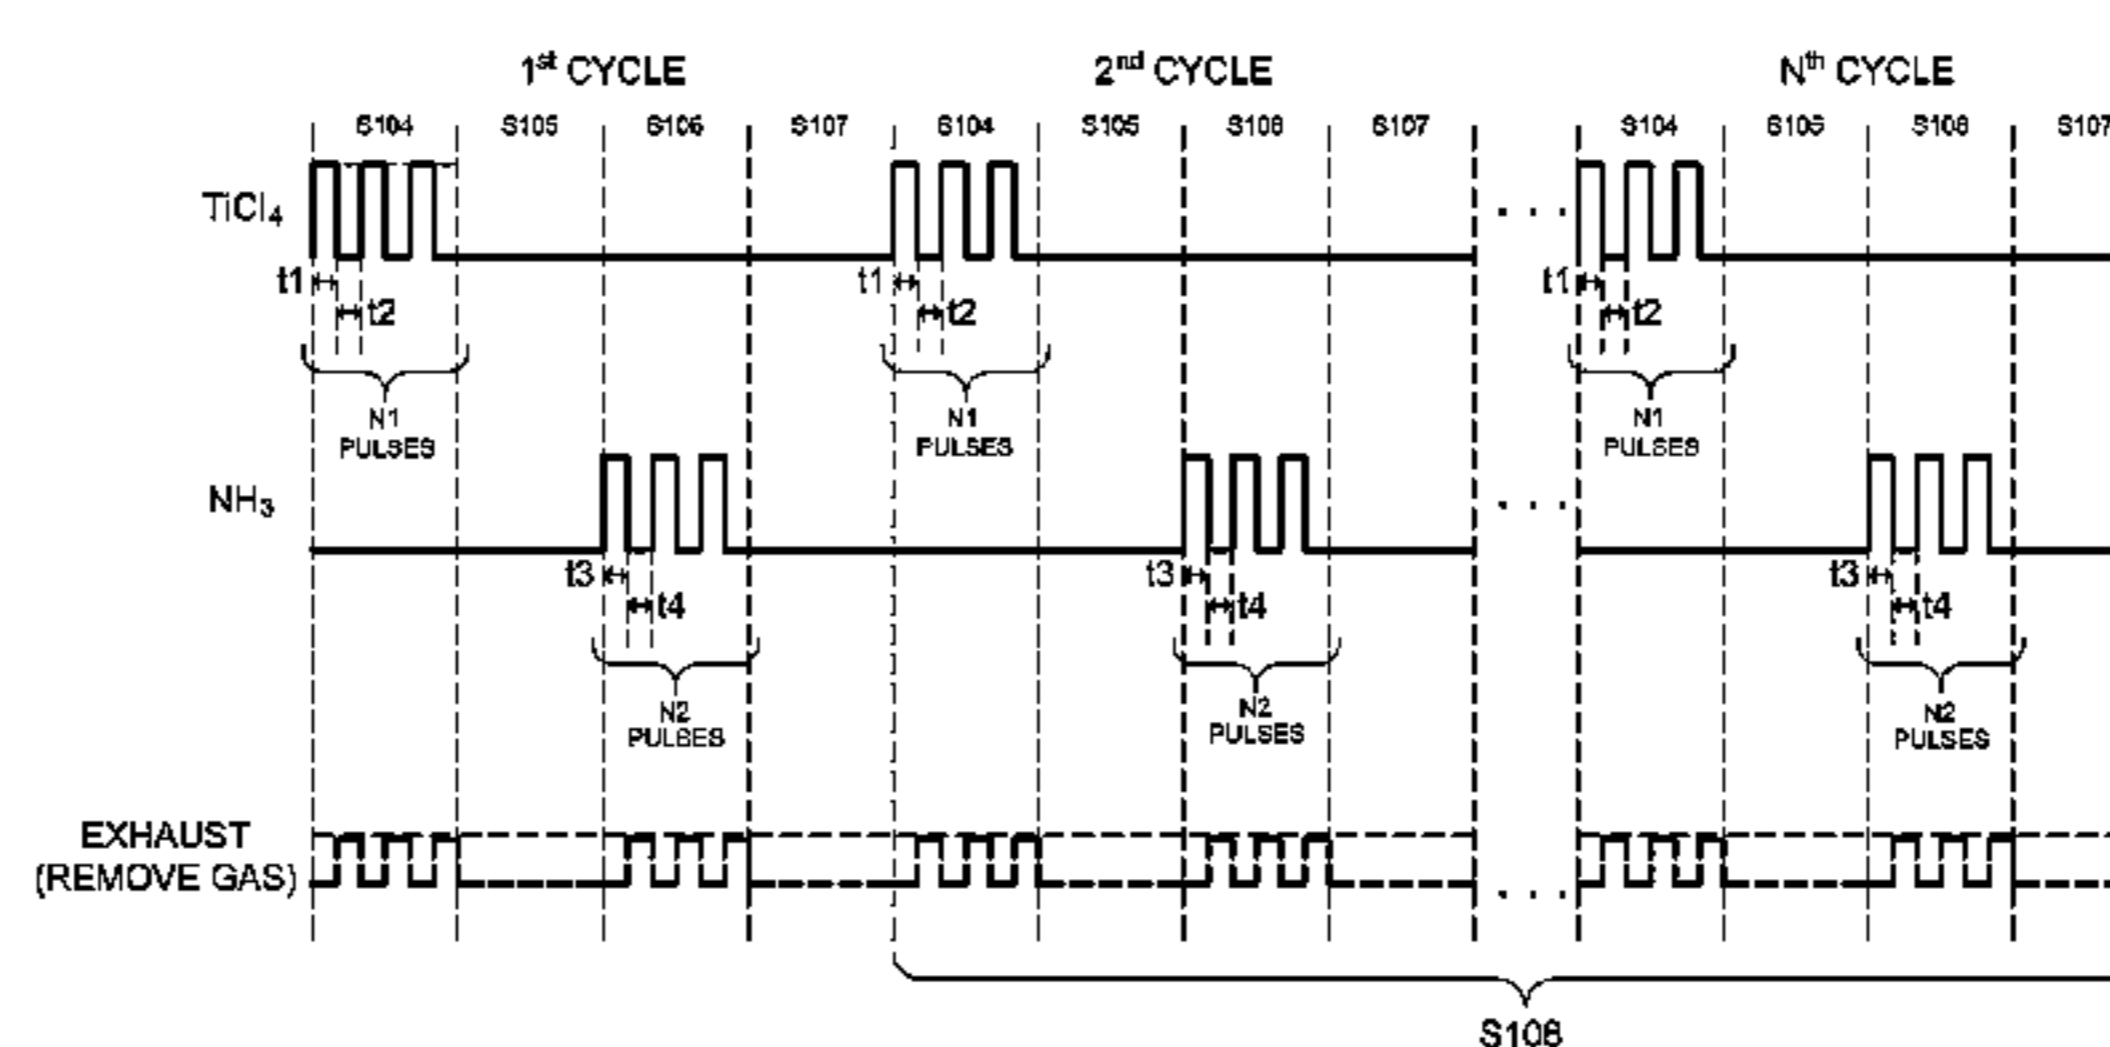 1st CYCLE 2nd CYCLE Nth CYCLE
S104 S105 S106 S107 S104 S105 S106 S107 S104 S105 S106 S107
TiCl4
. . .
t1 t1 t1
t2 t2 t2
N1 PULSES
N1 PULSES
N1 PULSES
NH3
. . .
t3 t3 t3
t4 t4 t4
N2 PULSES
N2 PULSES
N2 PULSES
EXHAUST
(REMOVE GAS)
. . .
S108